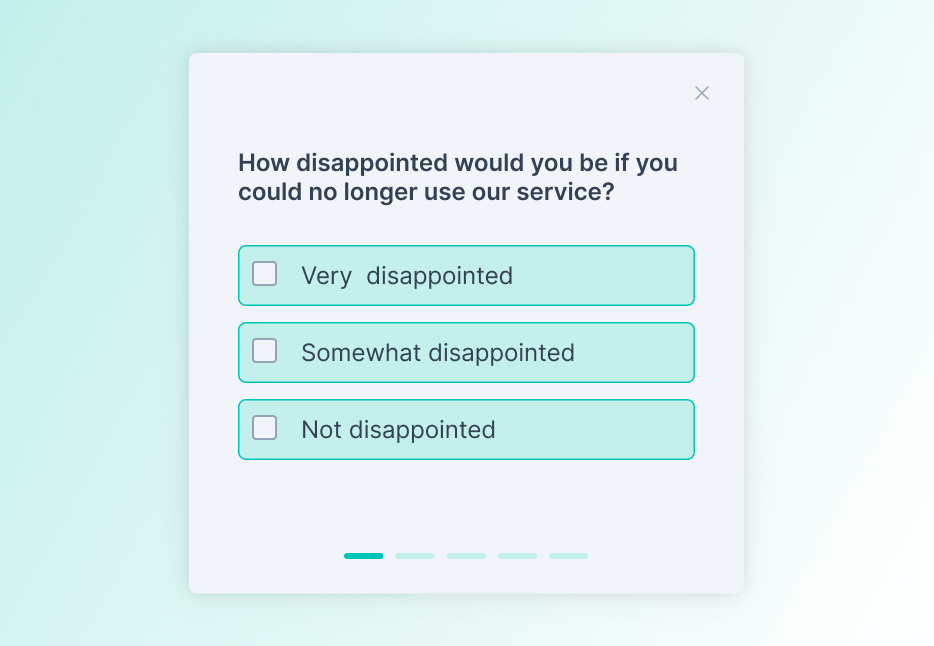 How disappointed would you be if you
could no longer use our service?
Very  disappointed
Somewhat disappointed
Not disappointed